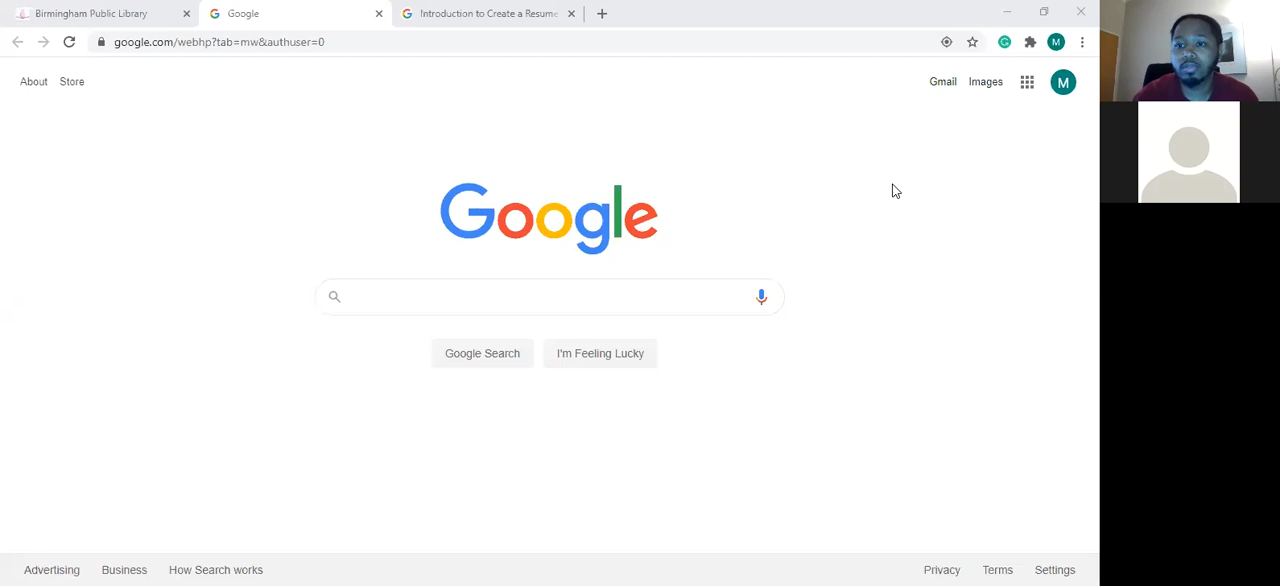 Birmingham Public Library
Google
Introduction to Create a Resume
google.com/webhp?tab=mw&authuser=0
M
About
Store
Gmail
Images
M
Google
Google Search
I'm Feeling Lucky
Advertising
Business
How Search works
Privacy
Terms
Settings